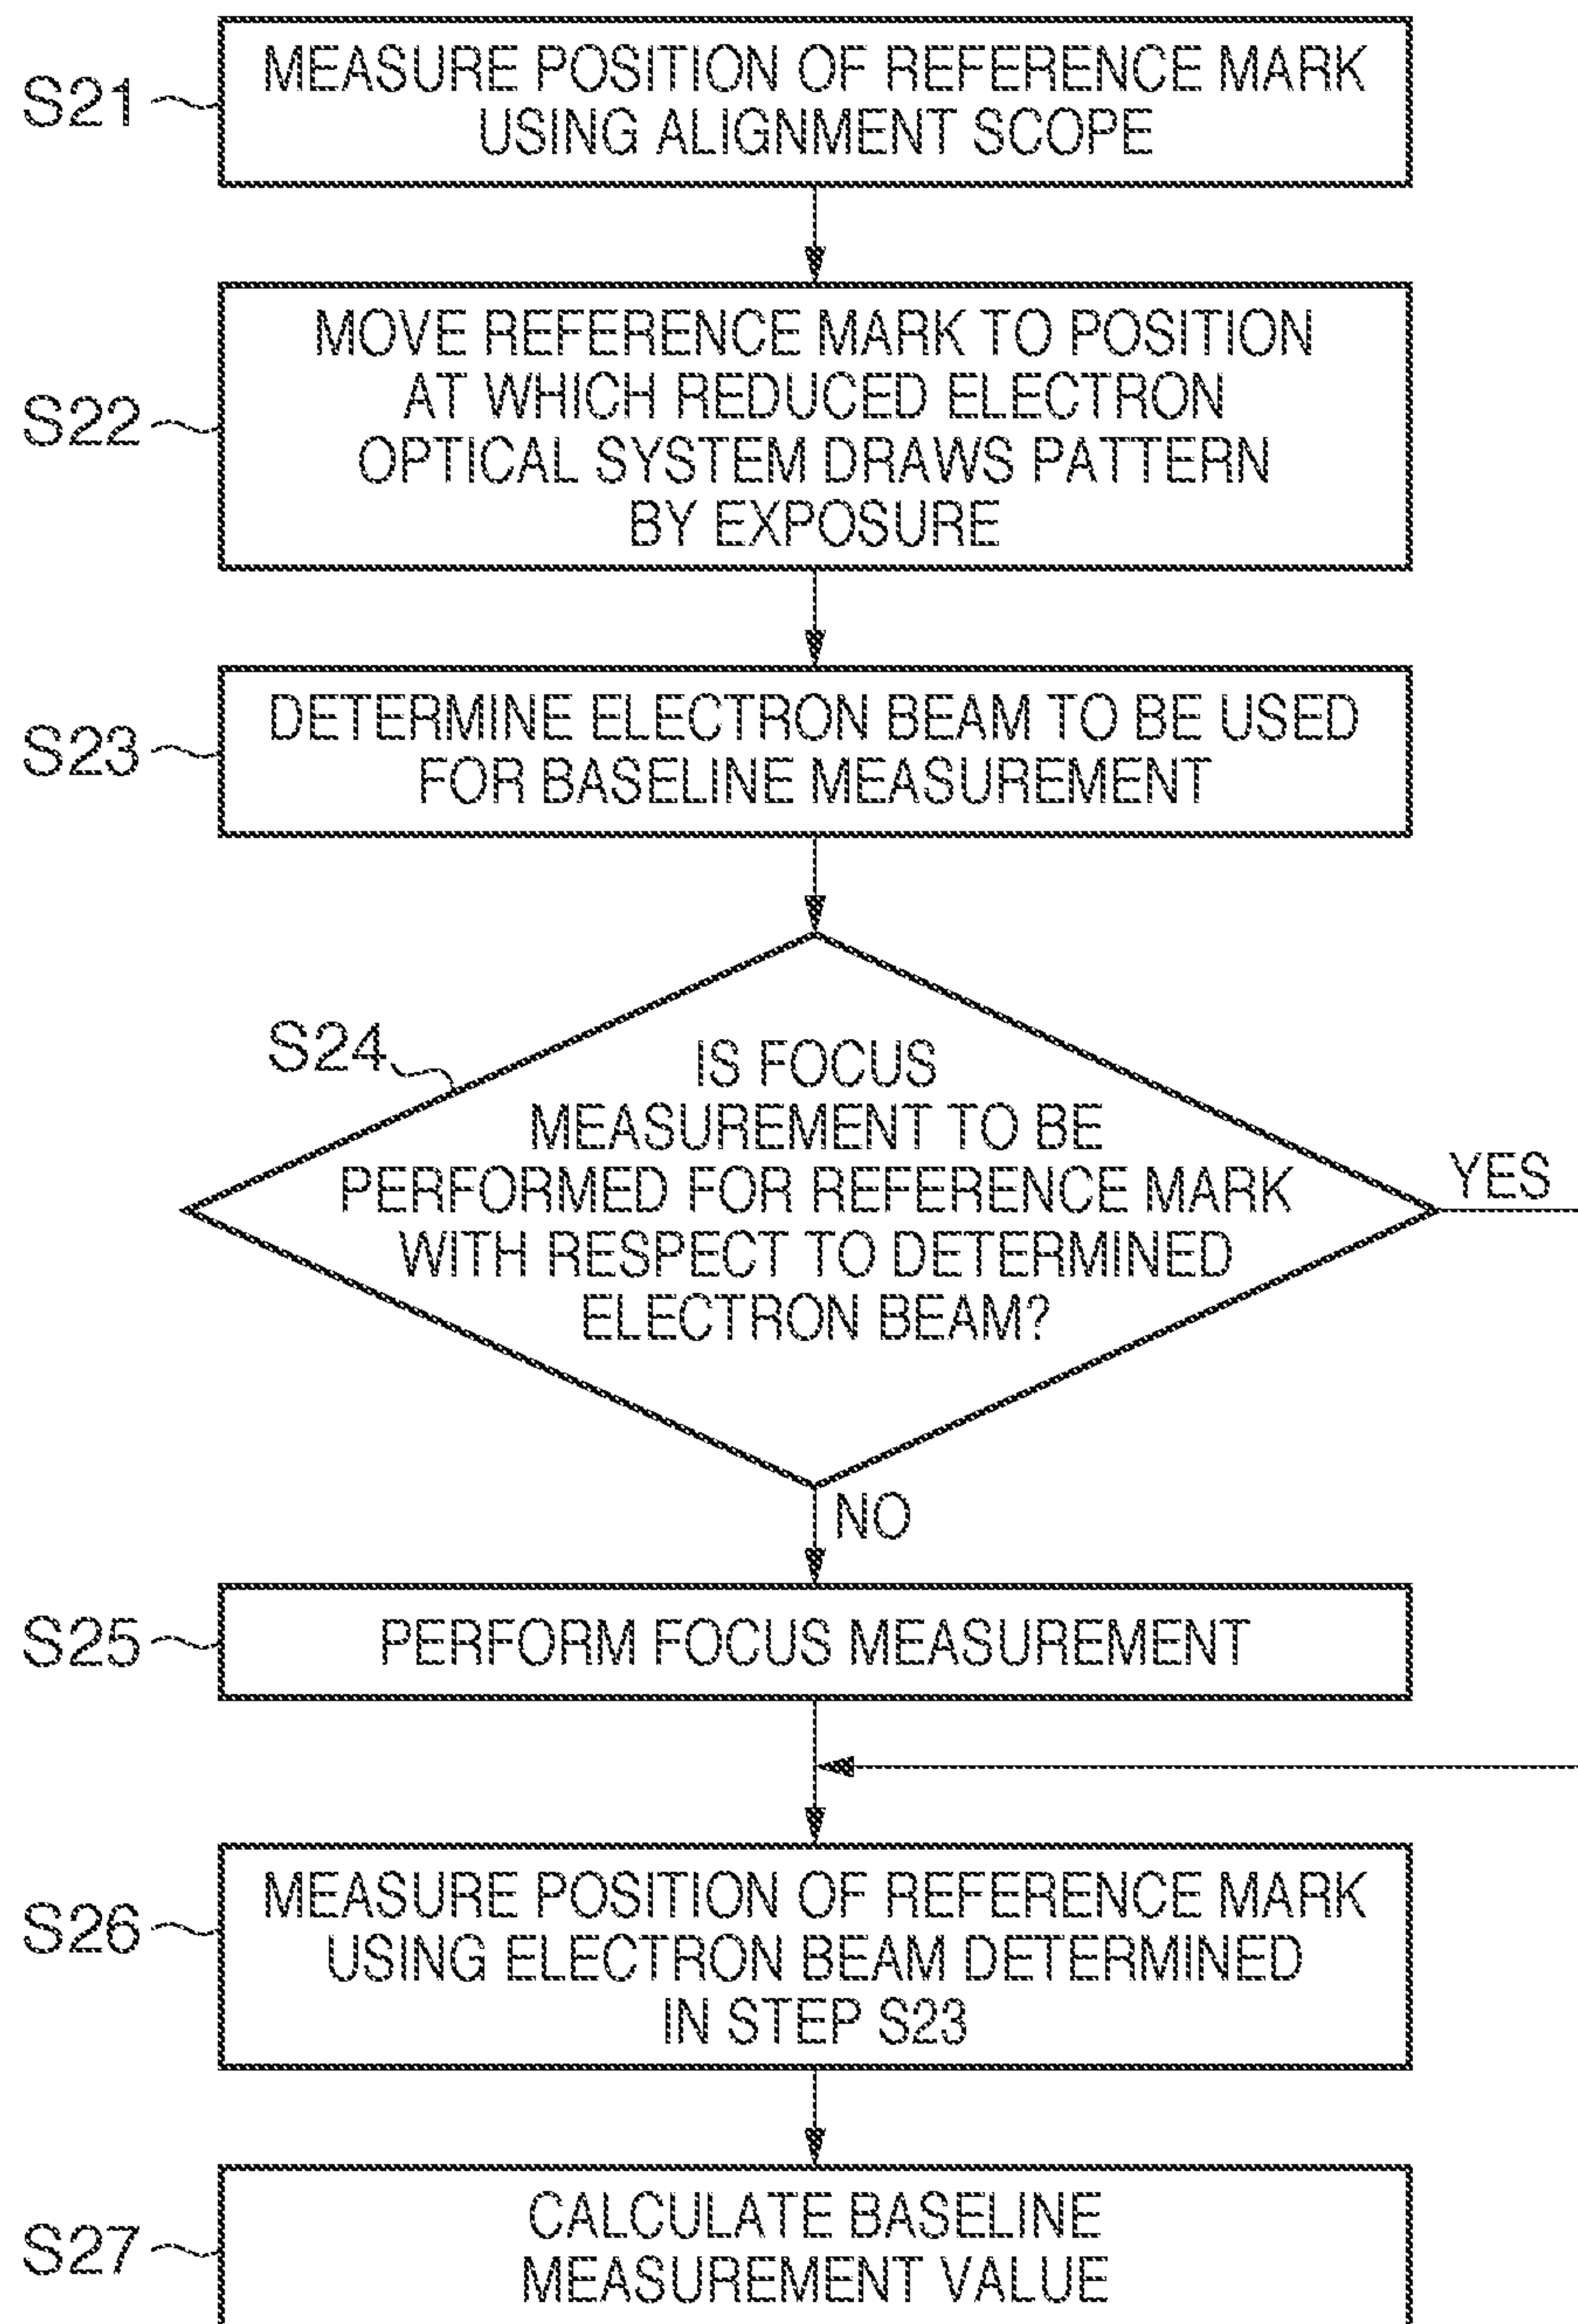 S21
MEASURE POSITION OF REFERENCE MARK
USING ALIGNMENT SCOPE
S22
MOVE REFERENCE MARK TO POSITION
AT WHICH REDUCED ELECTRON
OPTICAL SYSTEM DRAWS PATTERN
BY EXPOSURE
S23
DETERMINE ELECTRON BEAM TO BE USED
FOR BASELINE MEASUREMENT
S24
IS FOCUS
MEASUREMENT TO BE
PERFORMED FOR REFERENCE MARK
WITH RESPECT TO DETERMINED
ELECTRON BEAM?
YES
NO
S25
PERFORM FOCUS MEASUREMENT
S26
MEASURE POSITION OF REFERENCE MARK
USING ELECTRON BEAM DETERMINED
IN STEP S23
S27
CALCULATE BASELINE
MEASUREMENT VALUE